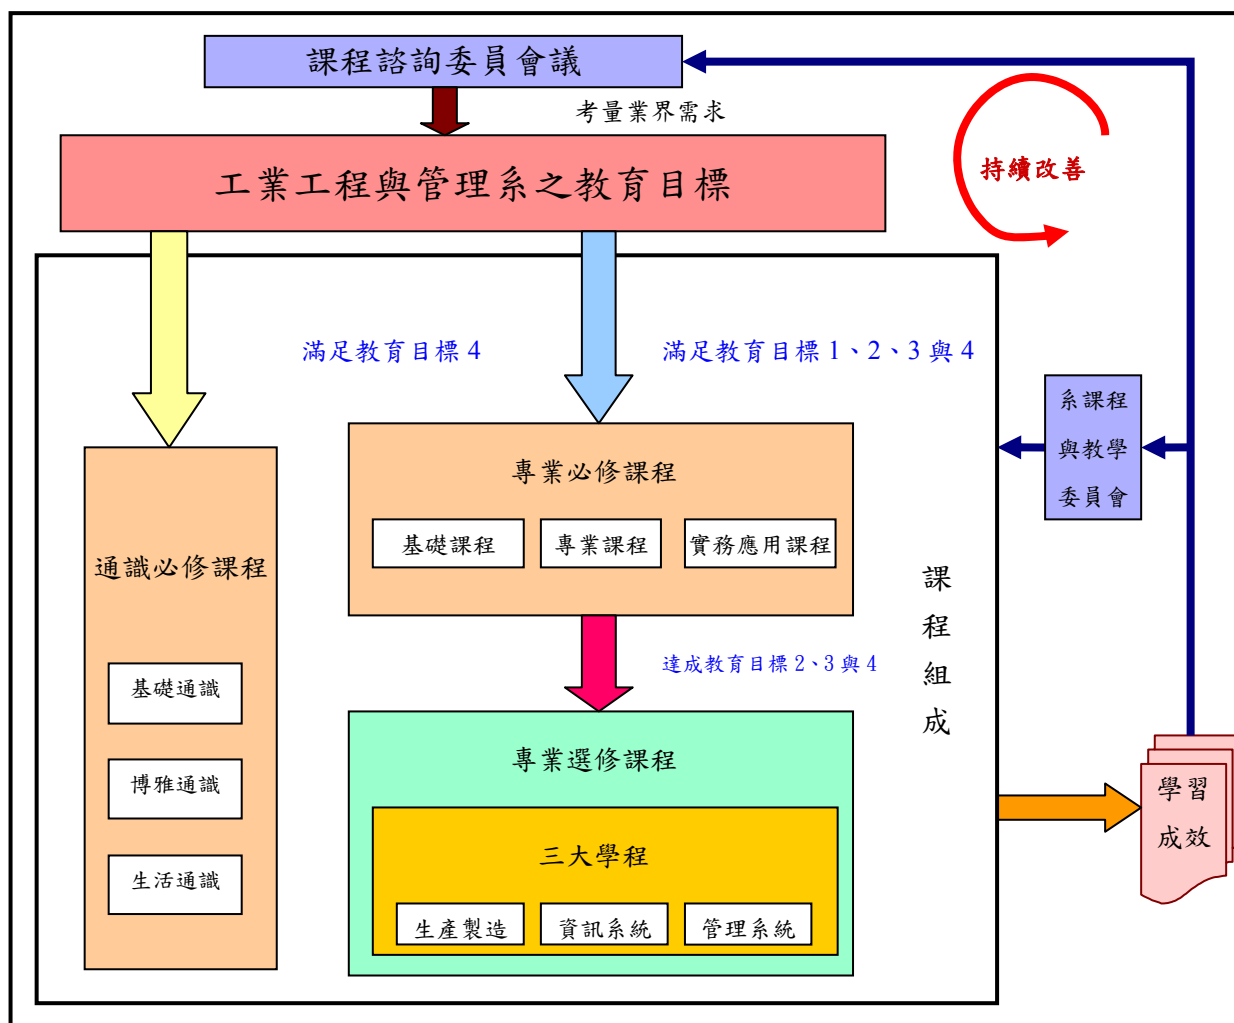 課程諮詢委員會議
考量業界需求
工業工程與管理系之教育目標
持續改善
滿足教育目標 4
滿足教育目標 1、2、3 與 4
系課程
與教學
委員會
專業必修課程
基礎課程
專業課程
實務應用課程
通識必修課程
基礎通識
博雅通識
生活通識
達成教育目標 2、3 與 4
課
程
組
成
專業選修課程
三大學程
生產製造
資訊系統
管理系統
學習
成效